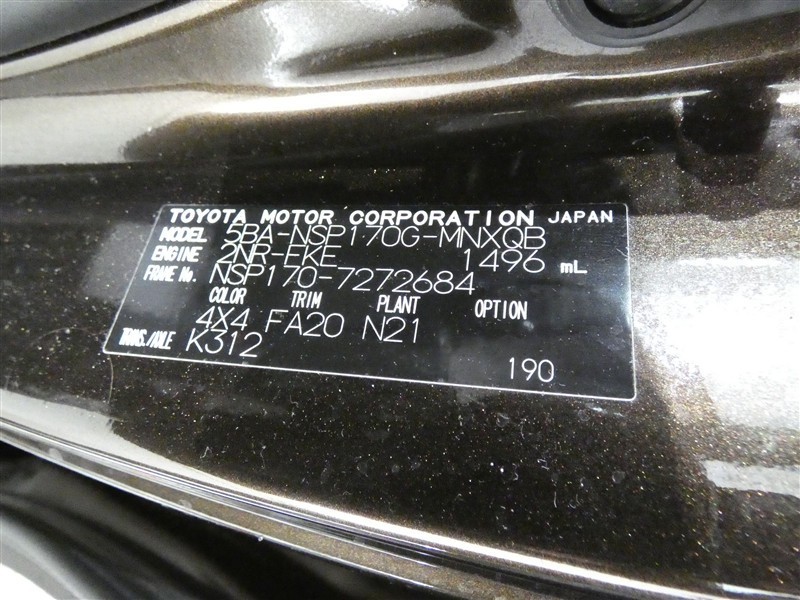 TOYOTA MOTOR CORPORATION JAPAN
MODEL 5BA-NSP170G-MNXQB
ENGINE 2NR-FKE 1496 mL
FRAME No. NSP170-7272684
COLOR TRIM PLANT OPTION
4X4 FA20 N21
TRANS./AXLE K312
190